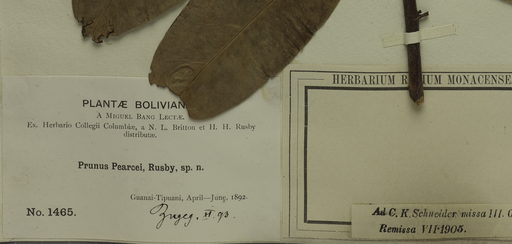 PLANTÆ BOLIVIAN
A MIGUEL BANG LECTÆ.
Ex. Herbario Collegii Columbiæ, a N. L. Britton et H. H. Rusby
distributæ.
Prunus Pearcei, Rusby, sp. n.
Guanai-Tipuani, April—June, 1892.
No. 1465.
HERBARIUM REGIUM MONACENSE
Ad C. K. Schneider missa III.
Remissa VII·1905.